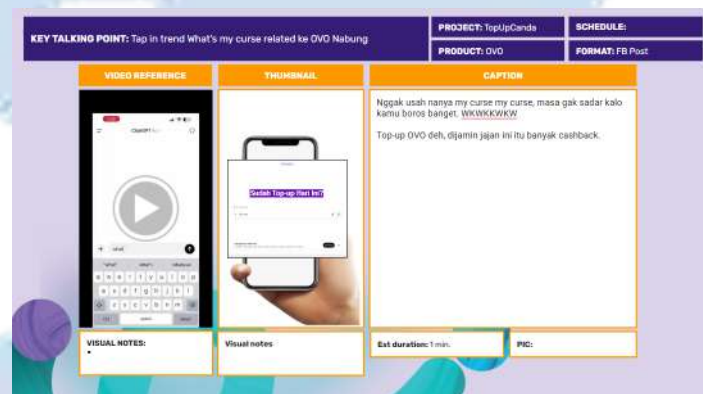 KEY TALKING POINT: Tap in trend What's my curse related ke OVO Nabung
PROJECT: TopUpCanda
SCHEDULE:
PRODUCT: OVO
FORMAT: FB Post
VIDEO REFERENCE
THUMBNAIL
CAPTION
ChatGPT
what
Sudah Top-up Hari Ini?
Nggak usah nanya my curse my curse, masa gak sadar kalo
kamu boros banget. WKWKKWKW
Top-up OVO deh, dijamin jajan ini itu banyak cashback.
VISUAL NOTES:
Visual notes
Est duration: 1 min.
PIC: